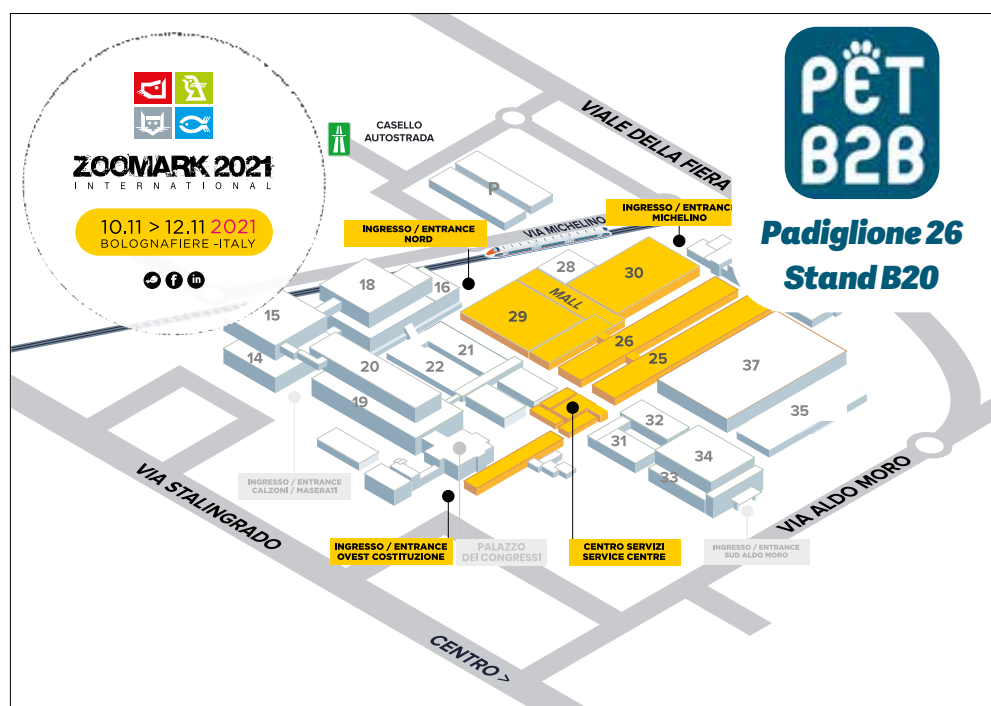 ZOOMARK 2021
INTERNATIONAL
10.11 > 12.11 2021
BOLOGNAFIERE -ITALY
f in
CASELLO
AUTOSTRADA
VIALE DELLA FIERA
PET
B2B
Padiglione 26
Stand B20
P
INGRESSO / ENTRANCE
NORD
VIA MICHELINO
INGRESSO / ENTRANCE
MICHELINO
28
30
MALL
29
18
16
15
14
20
19
21
22
26
25
37
35
32
31
34
33
INGRESSO / ENTRANCE
CALZONI / MASERATI
VIA STALINGRADO
INGRESSO / ENTRANCE
OVEST COSTITUZIONE
PALAZZO
DEI CONGRESSI
CENTRO SERVIZI
SERVICE CENTRE
INGRESSO / ENTRANCE
SUD ALDO MORO
VIA ALDO MORO
CENTRO >